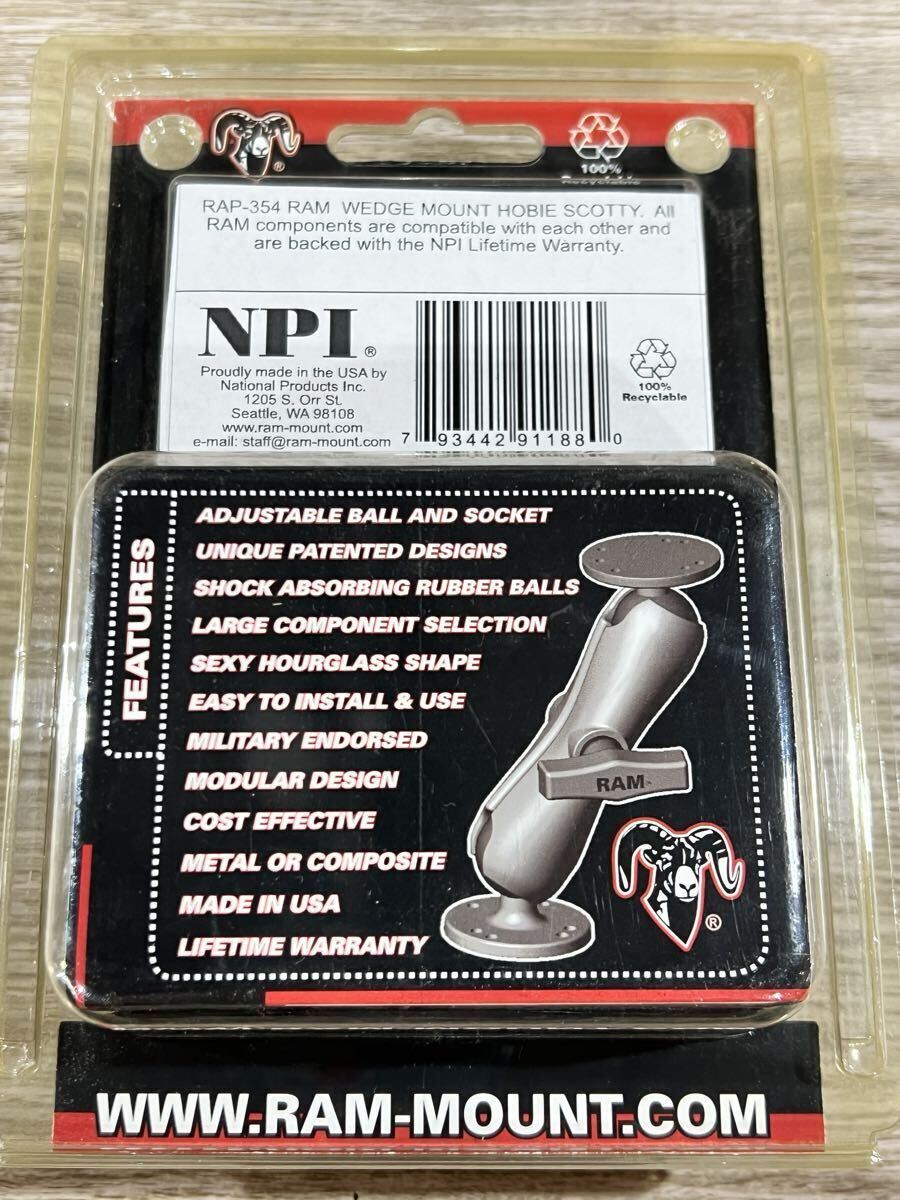 100%
Recyclable
RAP-354 RAM WEDGE MOUNT HOBIE SCOTTY. All
RAM components are compatible with each other and
are backed with the NPI Lifetime Warranty.
NPI®
Proudly made in the USA by
National Products Inc.
1205 S. Orr St.
Seattle, WA 98108
www.ram-mount.com
e-mail: staff@ram-mount.com
7 93442 91188 0
100%
Recyclable
FEATURES
ADJUSTABLE BALL AND SOCKET
UNIQUE PATENTED DESIGNS
SHOCK ABSORBING RUBBER BALLS
LARGE COMPONENT SELECTION
SEXY HOURGLASS SHAPE
EASY TO INSTALL & USE
MILITARY ENDORSED
MODULAR DESIGN
COST EFFECTIVE
METAL OR COMPOSITE
MADE IN USA
LIFETIME WARRANTY
RAM™
®
WWW.RAM-MOUNT.COM